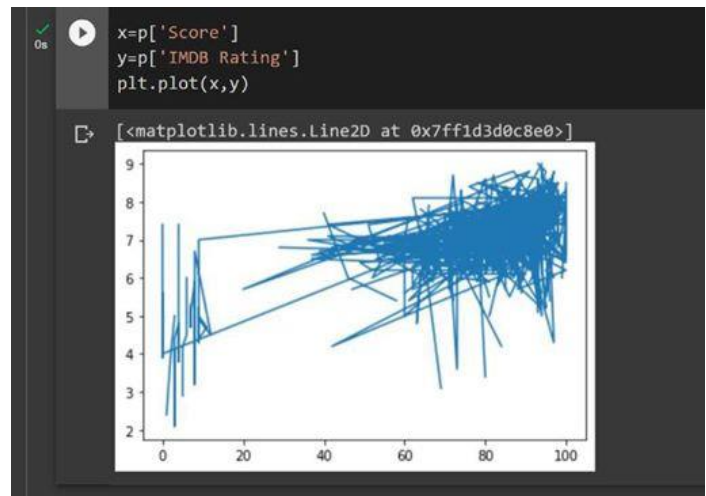 0s
x=p['Score']
y=p['IMDB Rating']
plt.plot(x,y)
[<matplotlib.lines.Line2D at 0x7ff1d3d0c8e0>]
9
8
7
6
5
4
3
2
0 20 40 60 80 100